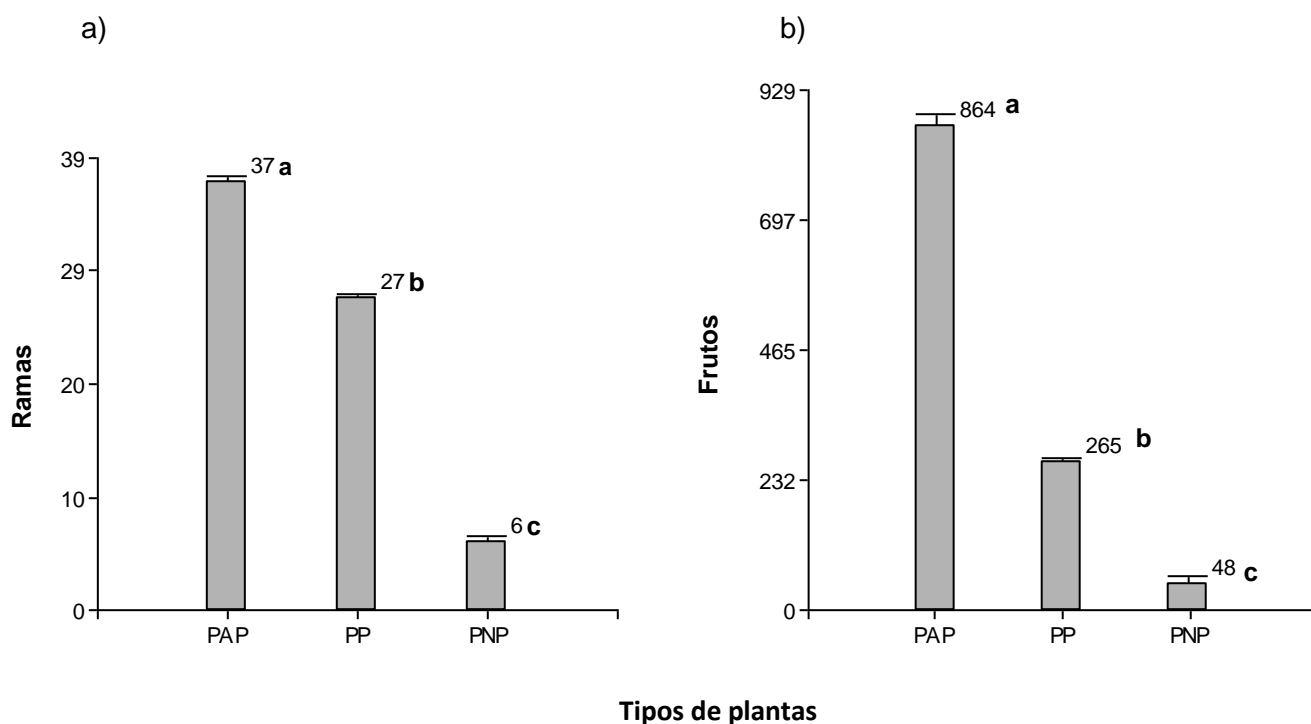 a)
39
29
20
10
0
Ramas
37 a
27 b
6 c
PAP PP PNP
b)
929
697
465
232
0
Frutos
864 a
265 b
48 c
PAP PP PNP
Tipos de plantas